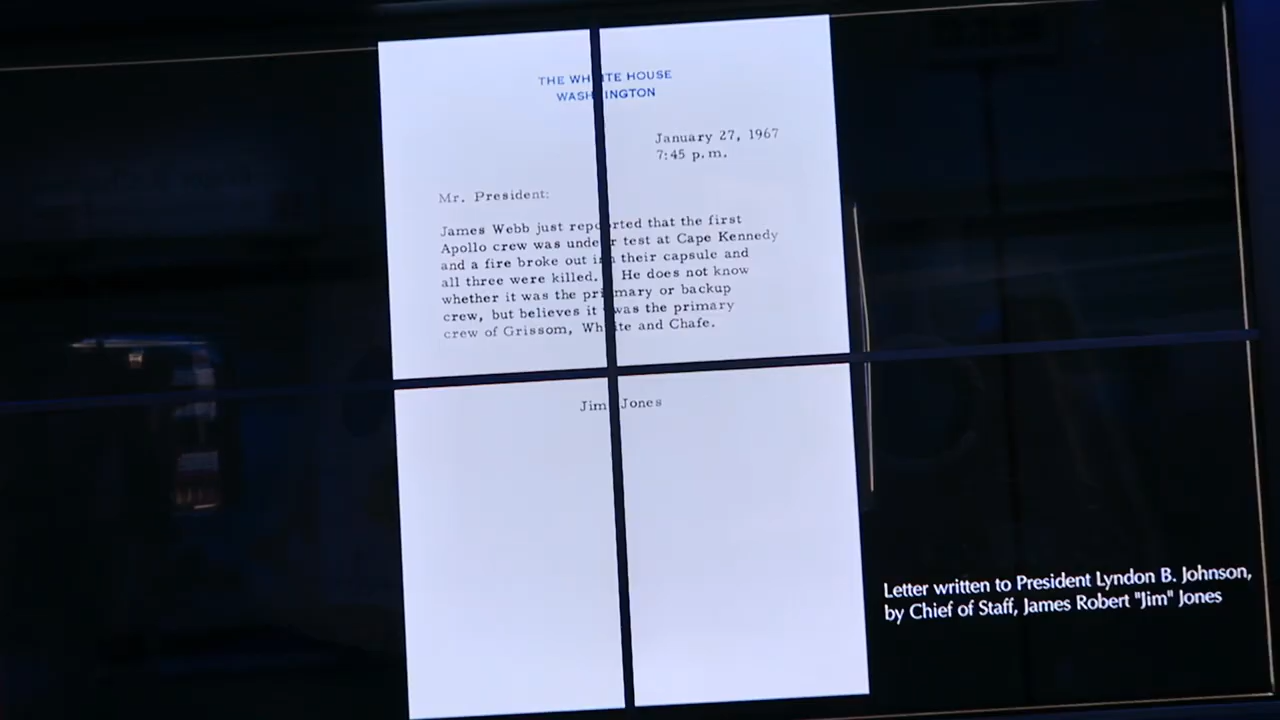 THE WHITE HOUSE
WASHINGTON
January 27, 1967
7:45 p.m.
Mr. President:
James Webb just reported that the first
Apollo crew was under test at Cape Kennedy
and a fire broke out in their capsule and
all three were killed. He does not know
whether it was the primary or backup
crew, but believes it was the primary
crew of Grissom, White and Chafe.
Jim Jones
Letter written to President Lyndon B. Johnson,
by Chief of Staff, James Robert "Jim" Jones